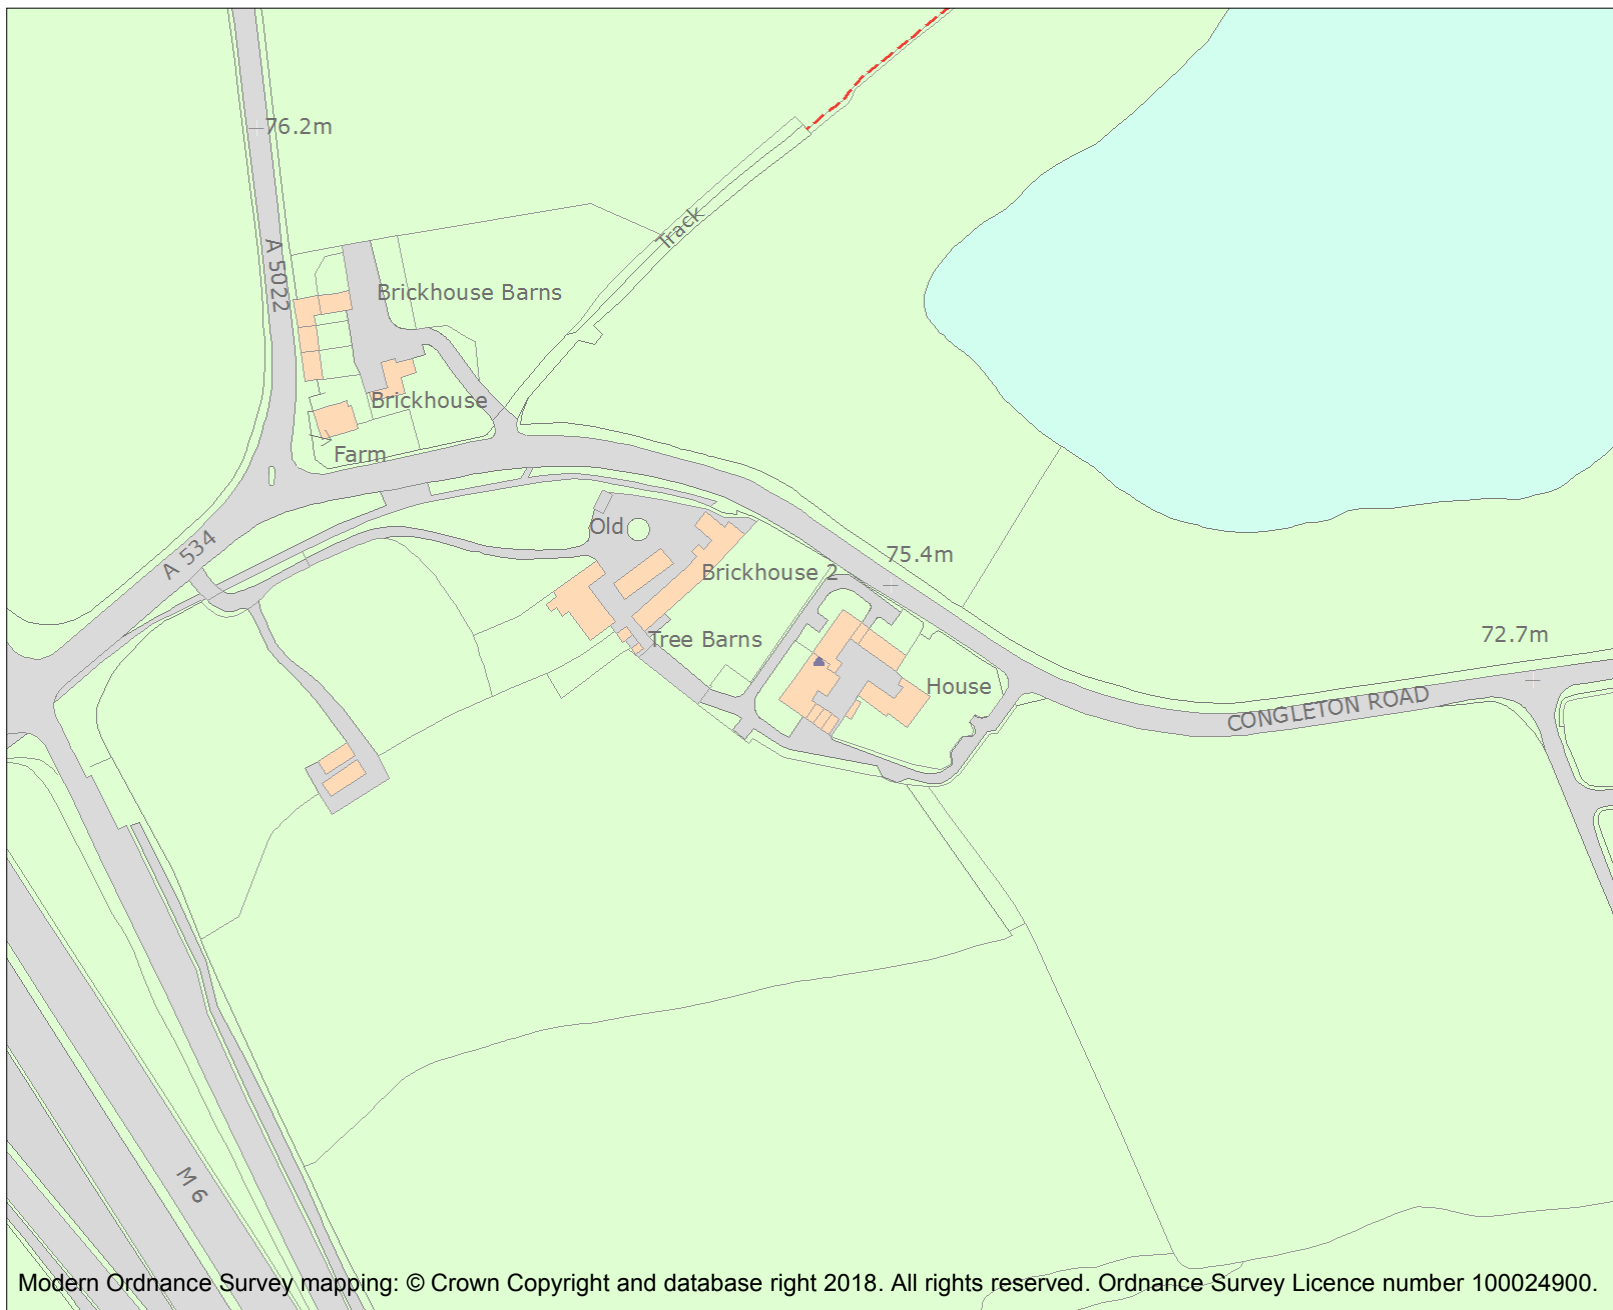 76.2m
Track
A 5022
Brickhouse Barns
Brickhouse
Farm
Old
A 534
75.4m
Brickhouse 2
Tree Barns
72.7m
House
CONGLETON ROAD
M 6
Modern Ordnance Survey mapping: © Crown Copyright and database right 2018. All rights reserved. Ordnance Survey Licence number 100024900.